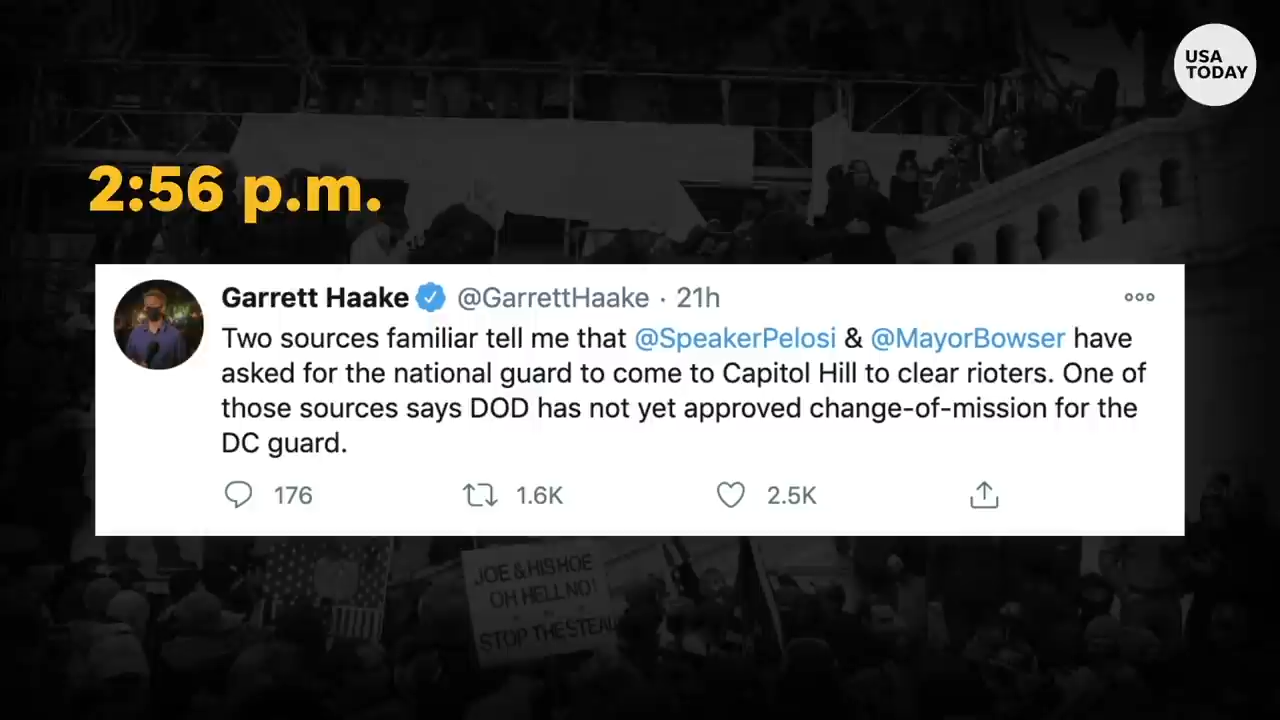 USA
TODAY
2:56 p.m.
Garrett Haake @GarrettHaake · 21h
Two sources familiar tell me that @SpeakerPelosi & @MayorBowser have
asked for the national guard to come to Capitol Hill to clear rioters. One of
those sources says DOD has not yet approved change-of-mission for the
DC guard.
176 1.6K 2.5K
JOE & HIS HOE
OH HELL NO!
STOP THE STEAL